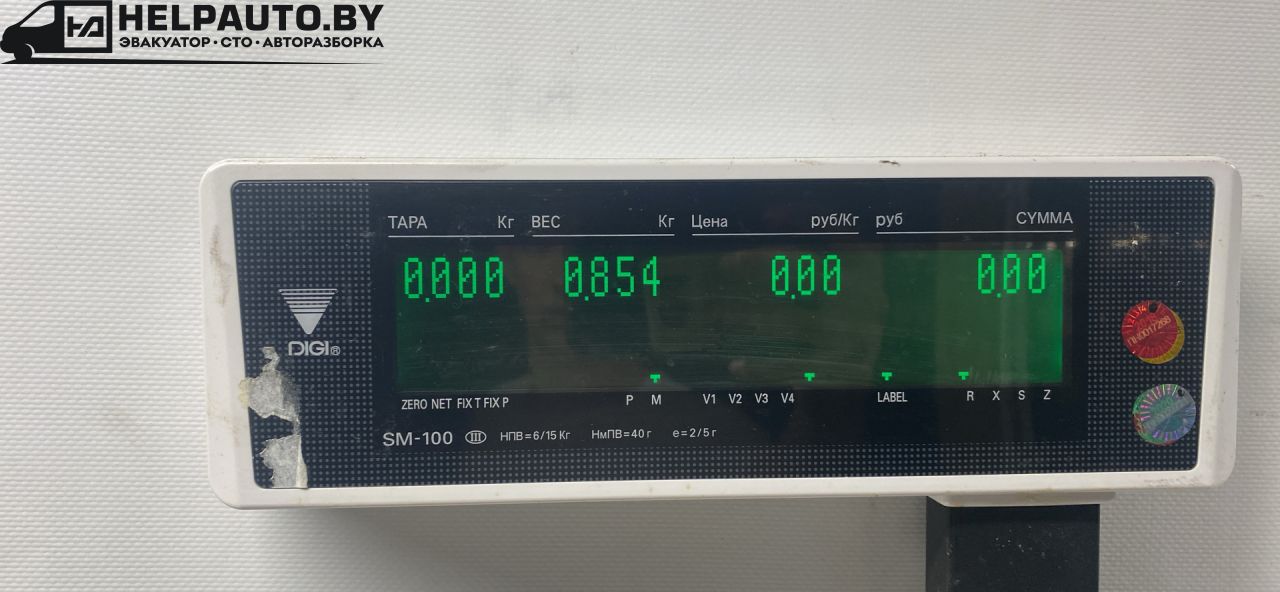 HELPAUTO.BY
ЭВАКУАТОР·СТО·АВТОРАЗБОРКА
ТАРА Кг ВЕС Кг Цена руб/Кг руб СУММА
0.000 0.854 0.00 0.00
DIGI®
ZERO NET FIX T FIX P P M V1 V2 V3 V4 LABEL R X S Z
SM-100 III НПВ=6/15 Кг НмПВ=40 г е=2/5 г